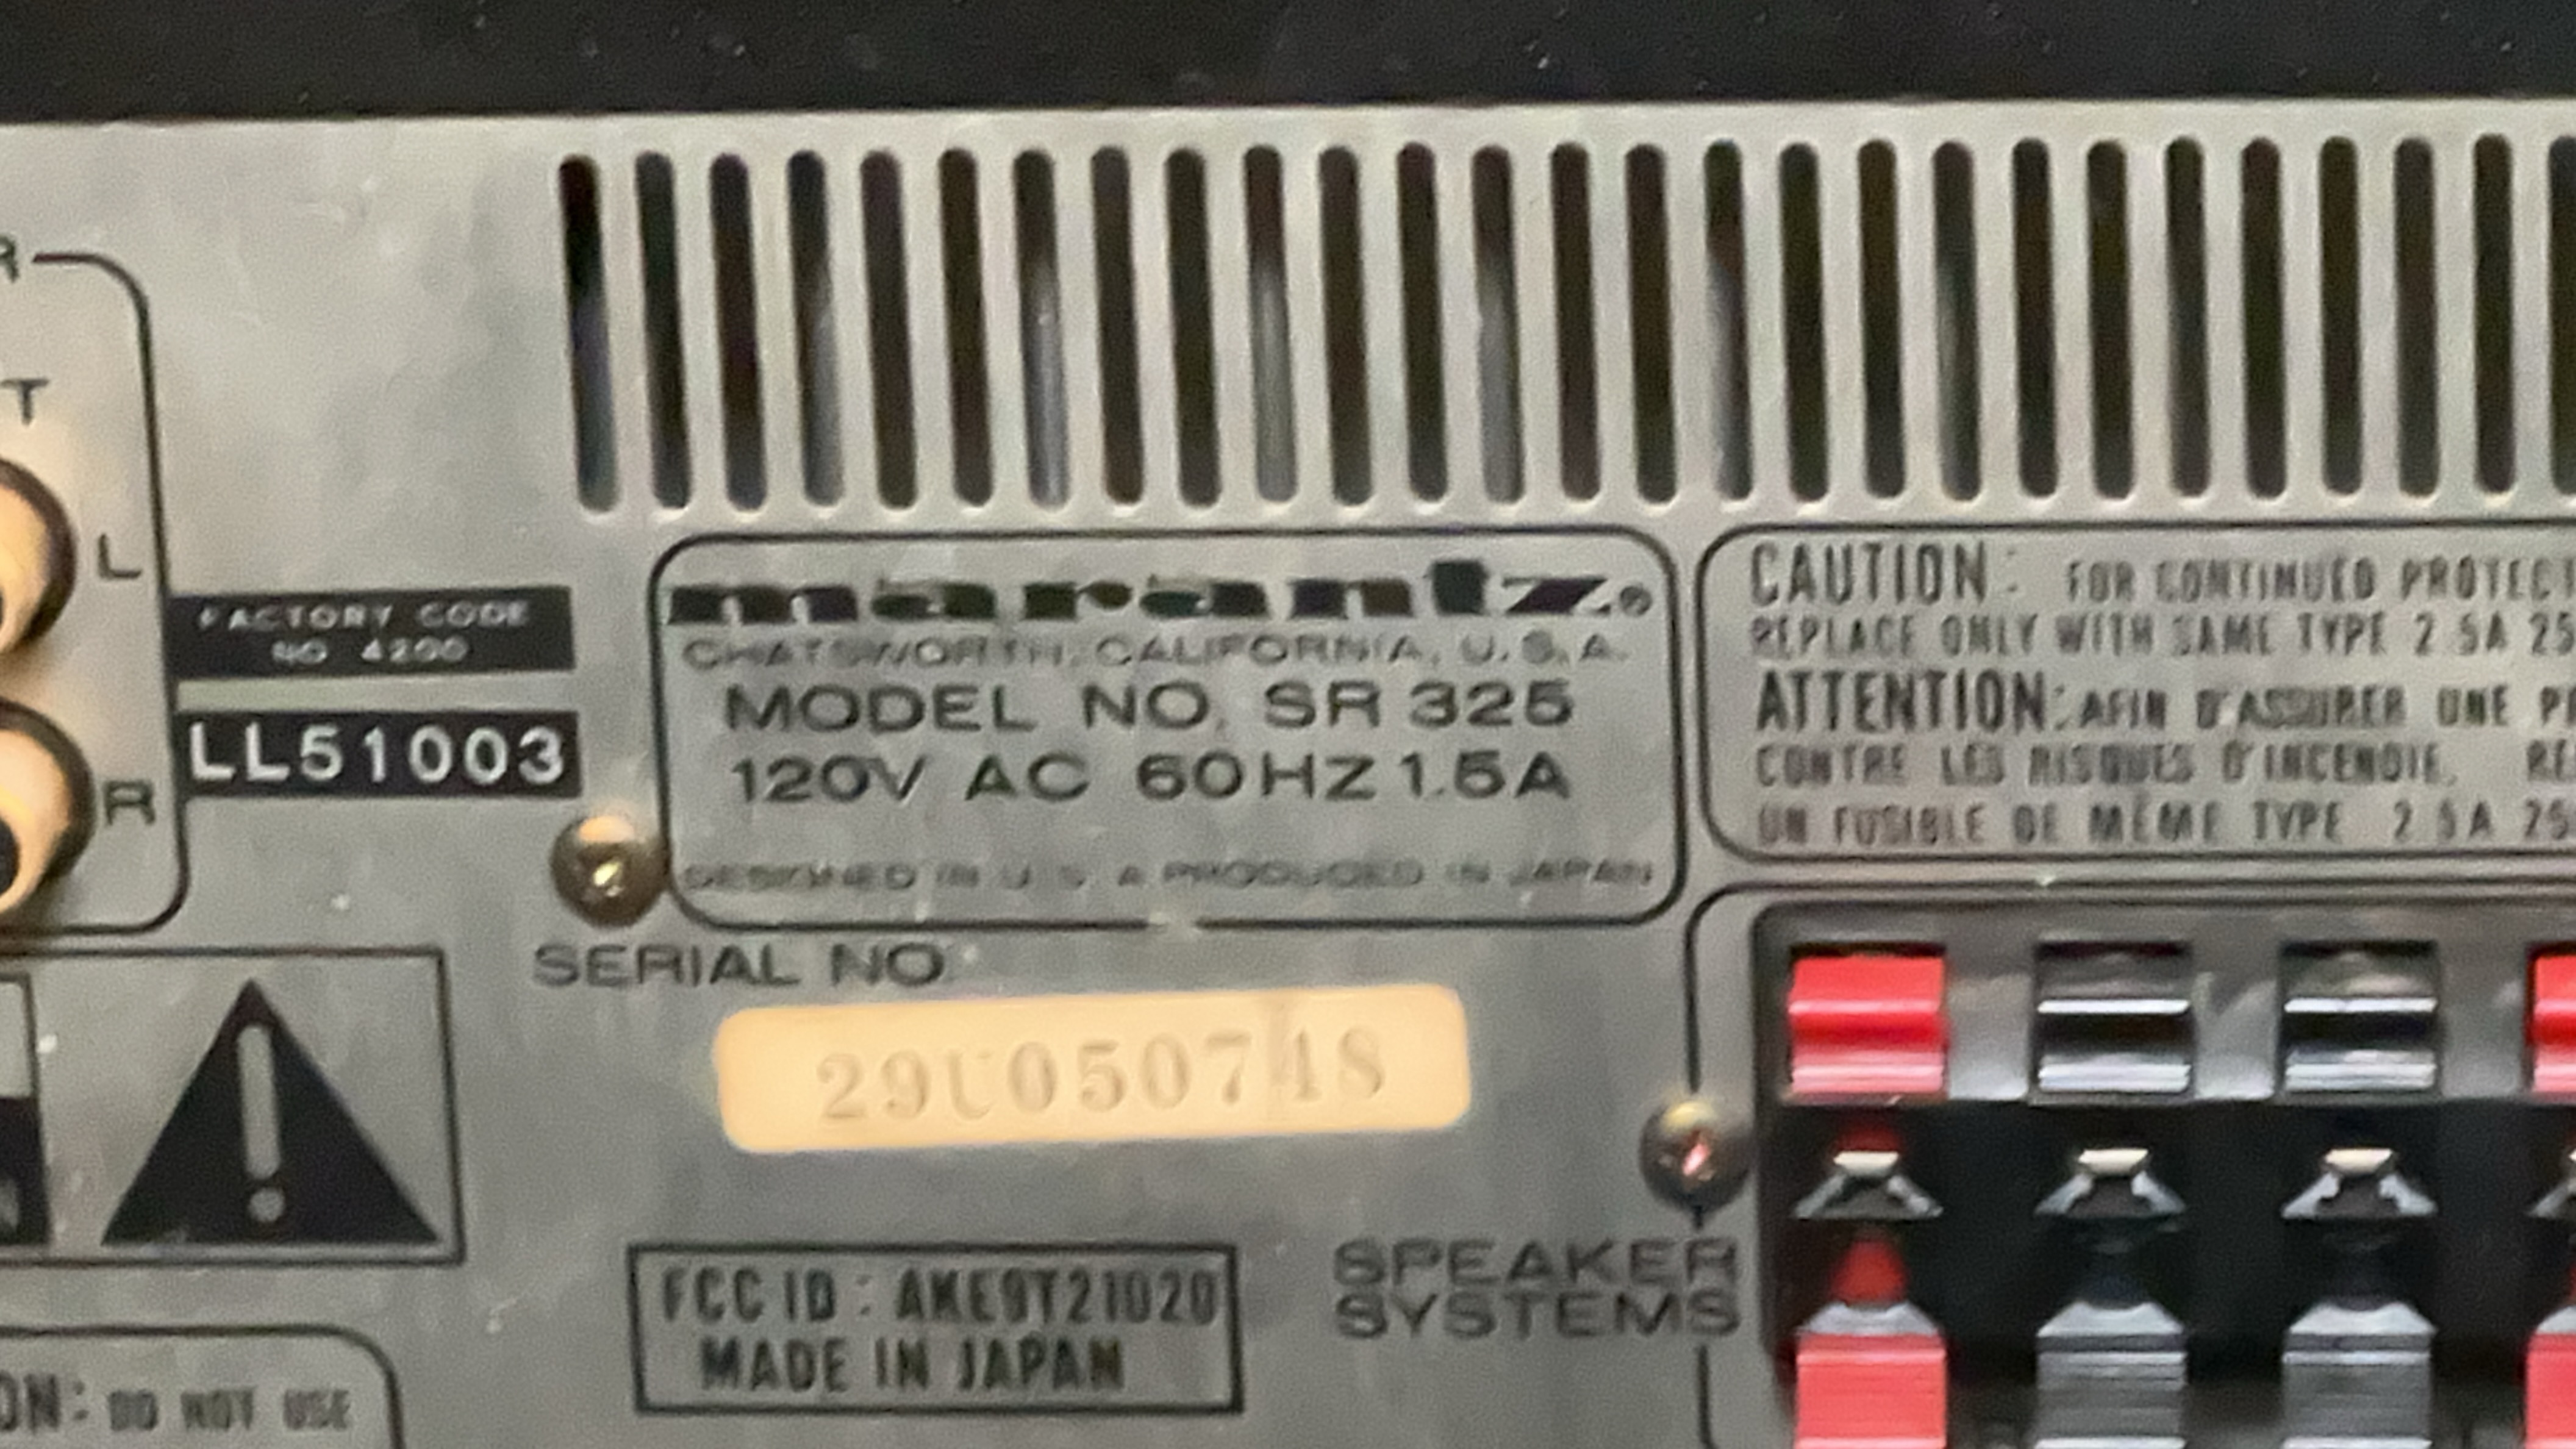 R
T
L
R
FACTORY CODE
NO 4200
LL51003
marantz®
CHATSWORTH, CALIFORNIA, U.S.A.
MODEL NO. SR 325
120V AC 60HZ 1.5A
DESIGNED IN U.S.A PRODUCED IN JAPAN
SERIAL NO.
29U0507 48
FCC ID : AKE9T21020
MADE IN JAPAN
CAUTION: FOR CONTINUED PROTECT
REPLACE ONLY WITH SAME TYPE 2.5A 25
ATTENTION: AFIN D'ASSURER UNE P
CONTRE LES RISQUES D'INCENDIE, RE
UN FUSIBLE DE MÊME TYPE 2.5A 25
SPEAKER
SYSTEMS
ON: DO NOT USE